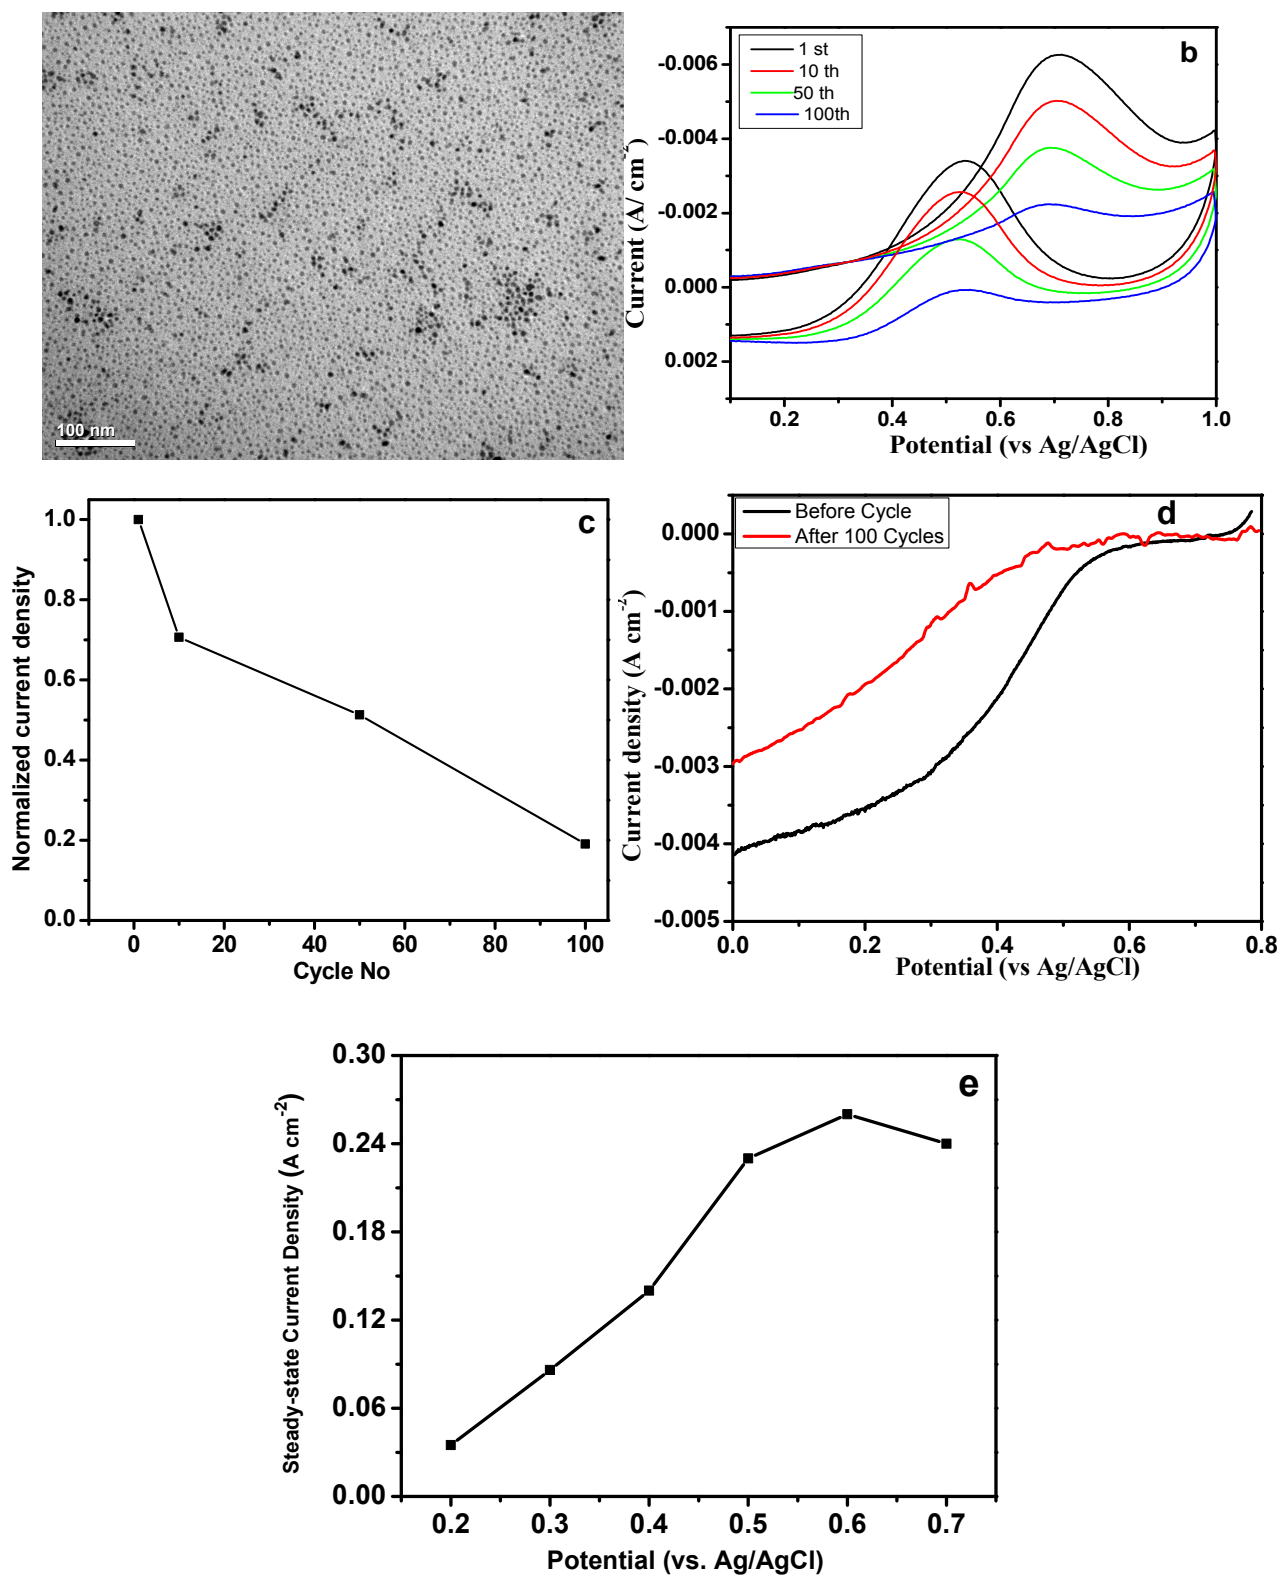 100 nm
b
1 st
10 th
50 th
100th
-0.006
-0.004
-0.002
0.000
0.002
Current (A/ cm⁻²)
0.2 0.4 0.6 0.8 1.0
Potential (vs Ag/AgCl)
c
1.0
0.8
0.6
0.4
0.2
0.0
Normalized current density
0 20 40 60 80 100
Cycle No
d
Before Cycle
After 100 Cycles
0.000
-0.001
-0.002
-0.003
-0.004
-0.005
Current density (A cm⁻²)
0.0 0.2 0.4 0.6 0.8
Potential (vs Ag/AgCl)
e
0.30
0.24
0.18
0.12
0.06
0.00
Steady-state Current Density (A cm⁻²)
0.2 0.3 0.4 0.5 0.6 0.7
Potential (vs. Ag/AgCl)